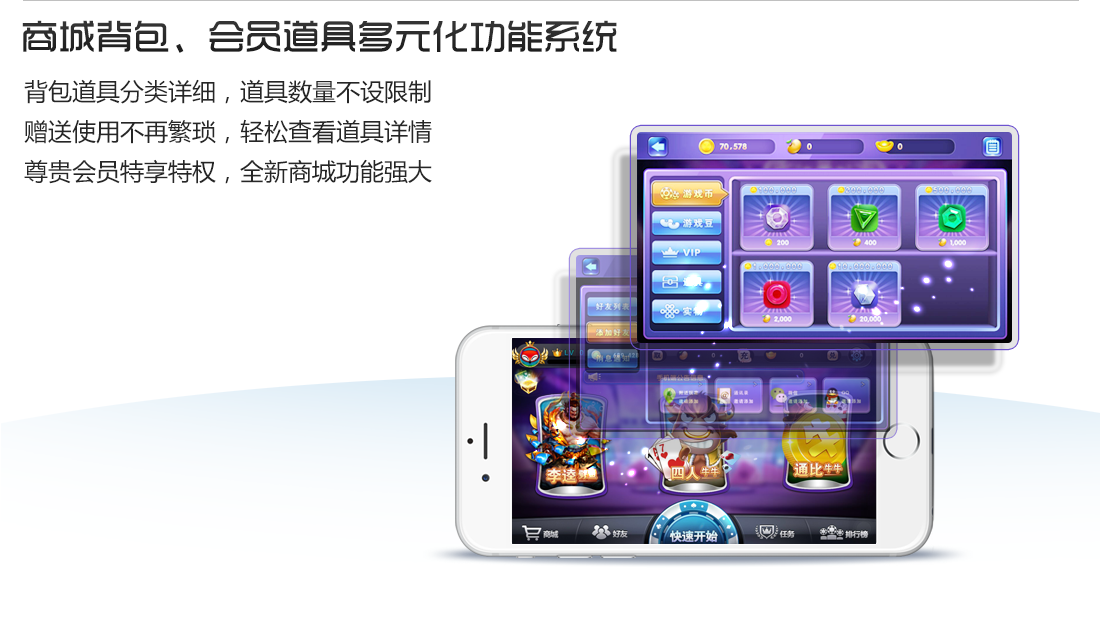 商城背包、会员道具多元化功能系统
背包道具分类详细，道具数量不设限制
赠送使用不再繁琐，轻松查看道具详情
尊贵会员特享特权，全新商城功能强大
70,578
0
0
游戏币
游戏豆
VIP
200
400
1,000
2,000
20,000
好友列表
添加好友
消息通知
李逵
四人牛牛
通比牛牛
商城
好友
快速开始
任务
排行榜